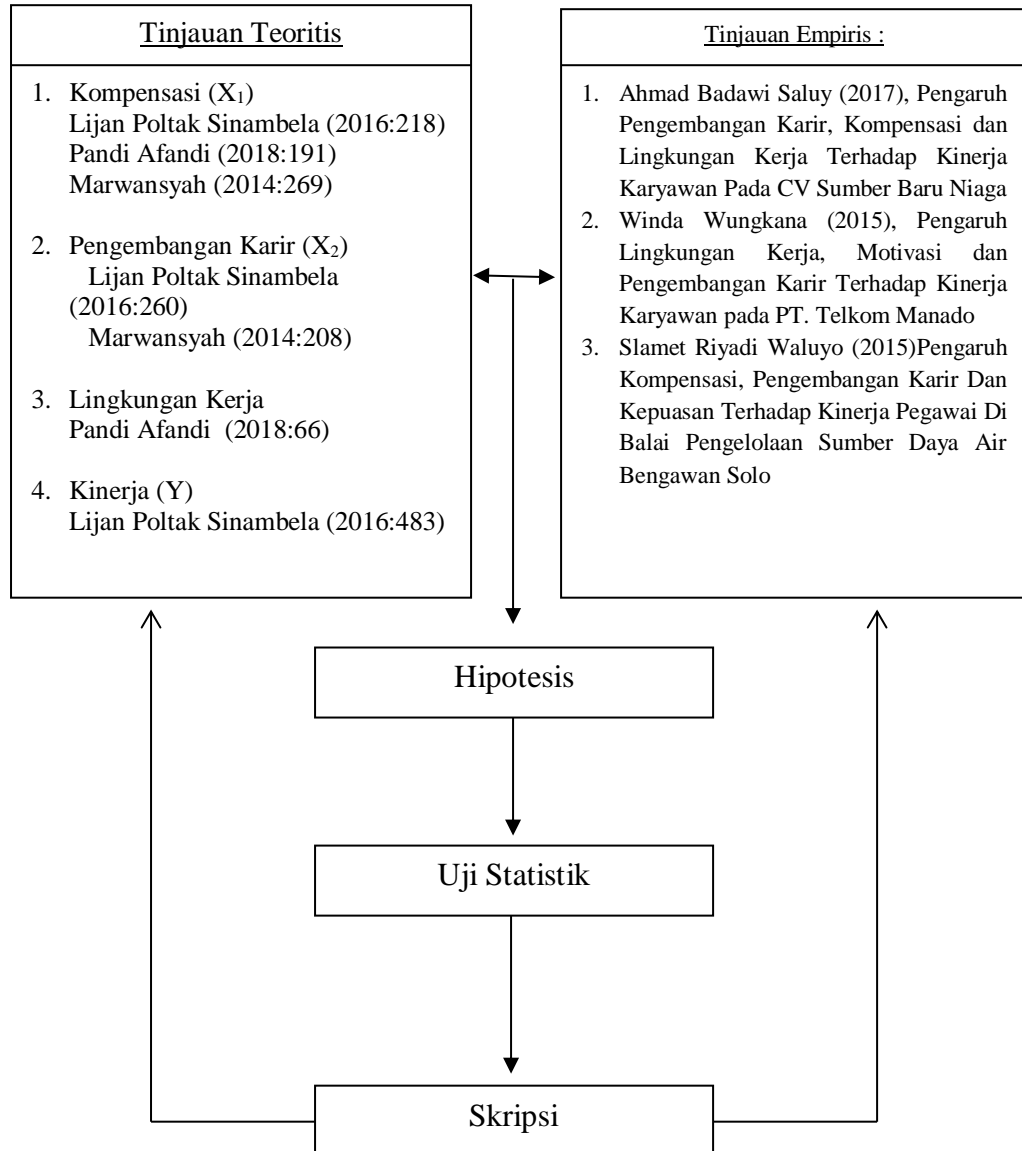 Tinjauan Teoritis
1. Kompensasi (X₁)
Lijan Poltak Sinambela (2016:218)
Pandi Afandi (2018:191)
Marwansyah (2014:269)
2. Pengembangan Karir (X₂)
Lijan Poltak Sinambela
(2016:260)
Marwansyah (2014:208)
3. Lingkungan Kerja
Pandi Afandi (2018:66)
4. Kinerja (Y)
Lijan Poltak Sinambela (2016:483)
Tinjauan Empiris :
1. Ahmad Badawi Saluy (2017), Pengaruh
Pengembangan Karir, Kompensasi dan
Lingkungan Kerja Terhadap Kinerja
Karyawan Pada CV Sumber Baru Niaga
2. Winda Wungkana (2015), Pengaruh
Lingkungan Kerja, Motivasi dan
Pengembangan Karir Terhadap Kinerja
Karyawan pada PT. Telkom Manado
3. Slamet Riyadi Waluyo (2015)Pengaruh
Kompensasi, Pengembangan Karir Dan
Kepuasan Terhadap Kinerja Pegawai Di
Balai Pengelolaan Sumber Daya Air
Bengawan Solo
Hipotesis
Uji Statistik
Skripsi